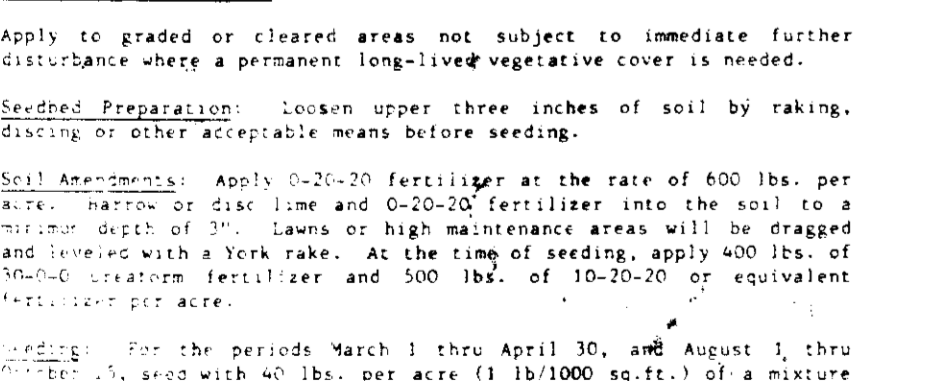 Apply to graded or cleared areas not subject to immediate further
disturbance where a permanent long-lived vegetative cover is needed.
Seedbed Preparation: Loosen upper three inches of soil by raking,
discing or other acceptable means before seeding.
Soil Amendments: Apply 0-20-20 fertilizer at the rate of 600 lbs. per
acre. Harrow or disc lime and 0-20-20 fertilizer into the soil to a
minimum depth of 3". Lawns or high maintenance areas will be dragged
and leveled with a York rake. At the time of seeding, apply 400 lbs. of
30-0-0 ureaform fertilizer and 500 lbs. of 10-20-20 or equivalent
fertilizer per acre.
Seeding: For the periods March 1 thru April 30, and August 1 thru
October 15, seed with 40 lbs. per acre (1 lb/1000 sq.ft.) of a mixture